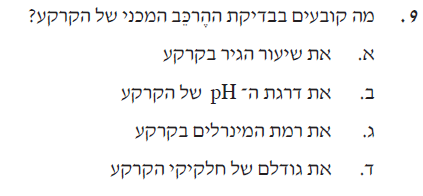 9. מה קובעים בבדיקת ההֶרכֵּב המכני של הקרקע?
א. את שיעור הגיר בקרקע
ב. את דרגת ה־ pH של הקרקע
ג. את רמת המינרלים בקרקע
ד. את גודלם של חלקיקי הקרקע